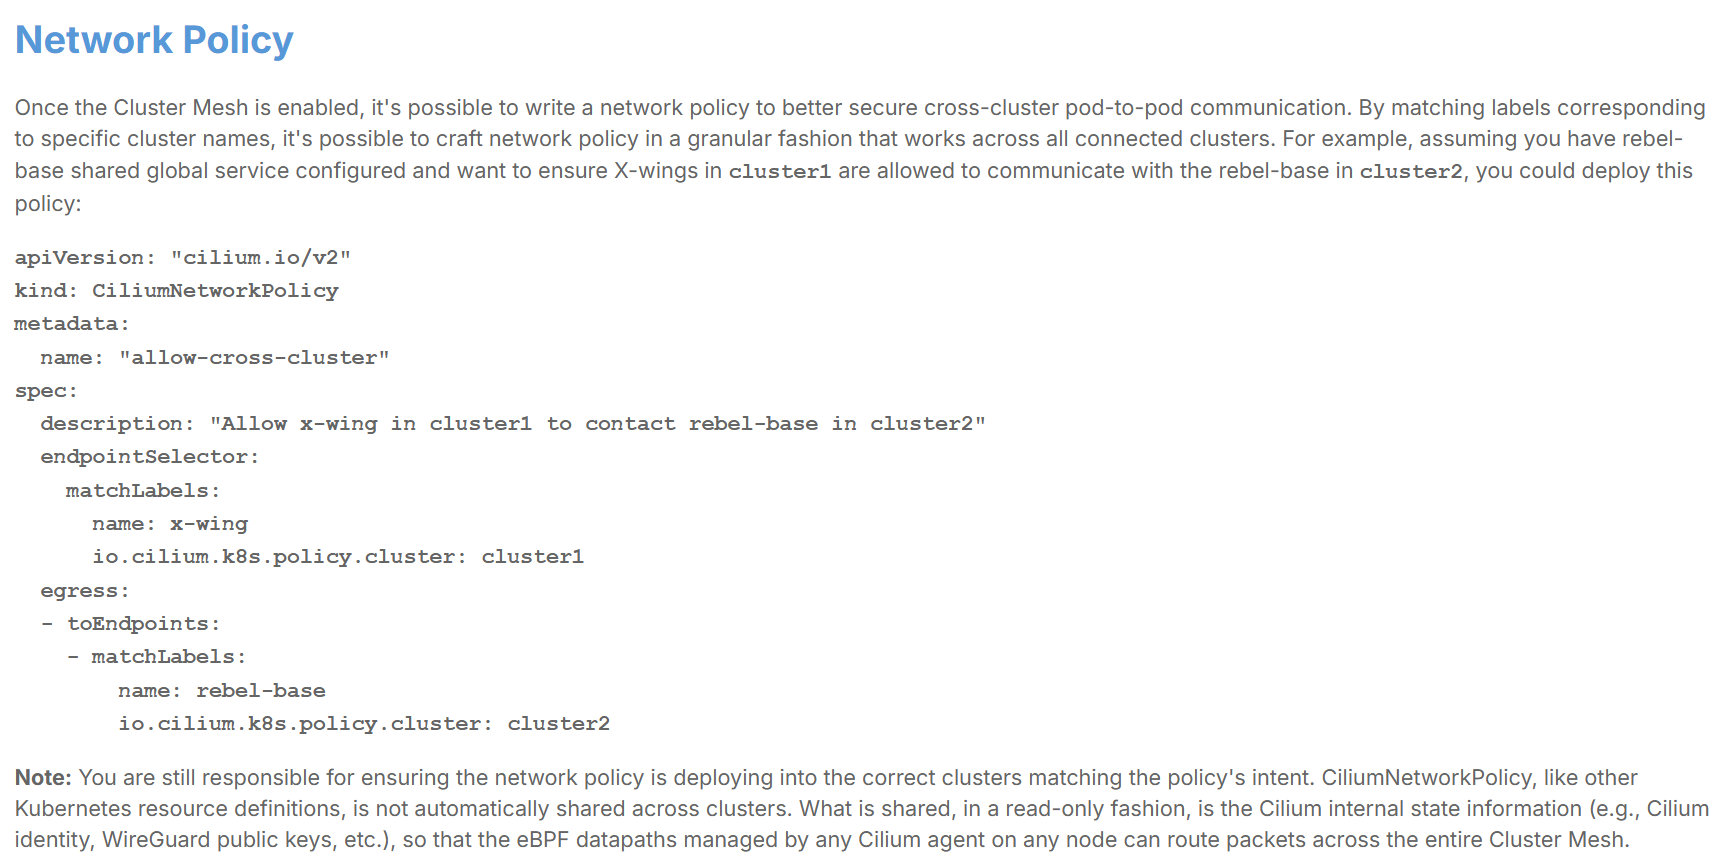 Network Policy
Once the Cluster Mesh is enabled, it's possible to write a network policy to better secure cross-cluster pod-to-pod communication. By matching labels corresponding
to specific cluster names, it's possible to craft network policy in a granular fashion that works across all connected clusters. For example, assuming you have rebel-
base shared global service configured and want to ensure X-wings in cluster1 are allowed to communicate with the rebel-base in cluster2, you could deploy this
policy:
apiVersion: "cilium.io/v2"
kind: CiliumNetworkPolicy
metadata:
  name: "allow-cross-cluster"
spec:
  description: "Allow x-wing in cluster1 to contact rebel-base in cluster2"
  endpointSelector:
    matchLabels:
      name: x-wing
      io.cilium.k8s.policy.cluster: cluster1
  egress:
  - toEndpoints:
    - matchLabels:
        name: rebel-base
        io.cilium.k8s.policy.cluster: cluster2
Note: You are still responsible for ensuring the network policy is deploying into the correct clusters matching the policy's intent. CiliumNetworkPolicy, like other
Kubernetes resource definitions, is not automatically shared across clusters. What is shared, in a read-only fashion, is the Cilium internal state information (e.g., Cilium
identity, WireGuard public keys, etc.), so that the eBPF datapaths managed by any Cilium agent on any node can route packets across the entire Cluster Mesh.